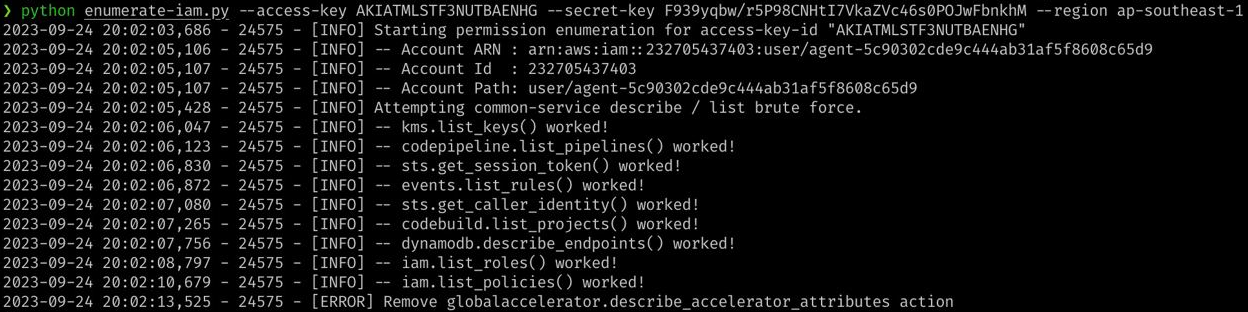 ❯ python enumerate-iam.py --access-key AKIATMLSTF3NUTBAENHG --secret-key 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 --region ap-southeast-1
2023-09-24 20:02:03,686 - 24575 - [INFO] Starting permission enumeration for access-key-id "AKIATMLSTF3NUTBAENHG"
2023-09-24 20:02:05,106 - 24575 - [INFO] -- Account ARN : arn:aws:iam::232705437403:user/agent-5c90302cde9c444ab31af5f8608c65d9
2023-09-24 20:02:05,107 - 24575 - [INFO] -- Account Id  : 232705437403
2023-09-24 20:02:05,107 - 24575 - [INFO] -- Account Path: user/agent-5c90302cde9c444ab31af5f8608c65d9
2023-09-24 20:02:05,428 - 24575 - [INFO] Attempting common-service describe / list brute force.
2023-09-24 20:02:06,047 - 24575 - [INFO] -- kms.list_keys() worked!
2023-09-24 20:02:06,123 - 24575 - [INFO] -- codepipeline.list_pipelines() worked!
2023-09-24 20:02:06,830 - 24575 - [INFO] -- sts.get_session_token() worked!
2023-09-24 20:02:06,872 - 24575 - [INFO] -- events.list_rules() worked!
2023-09-24 20:02:07,080 - 24575 - [INFO] -- sts.get_caller_identity() worked!
2023-09-24 20:02:07,265 - 24575 - [INFO] -- codebuild.list_projects() worked!
2023-09-24 20:02:07,756 - 24575 - [INFO] -- dynamodb.describe_endpoints() worked!
2023-09-24 20:02:08,797 - 24575 - [INFO] -- iam.list_roles() worked!
2023-09-24 20:02:10,679 - 24575 - [INFO] -- iam.list_policies() worked!
2023-09-24 20:02:13,525 - 24575 - [ERROR] Remove globalaccelerator.describe_accelerator_attributes action